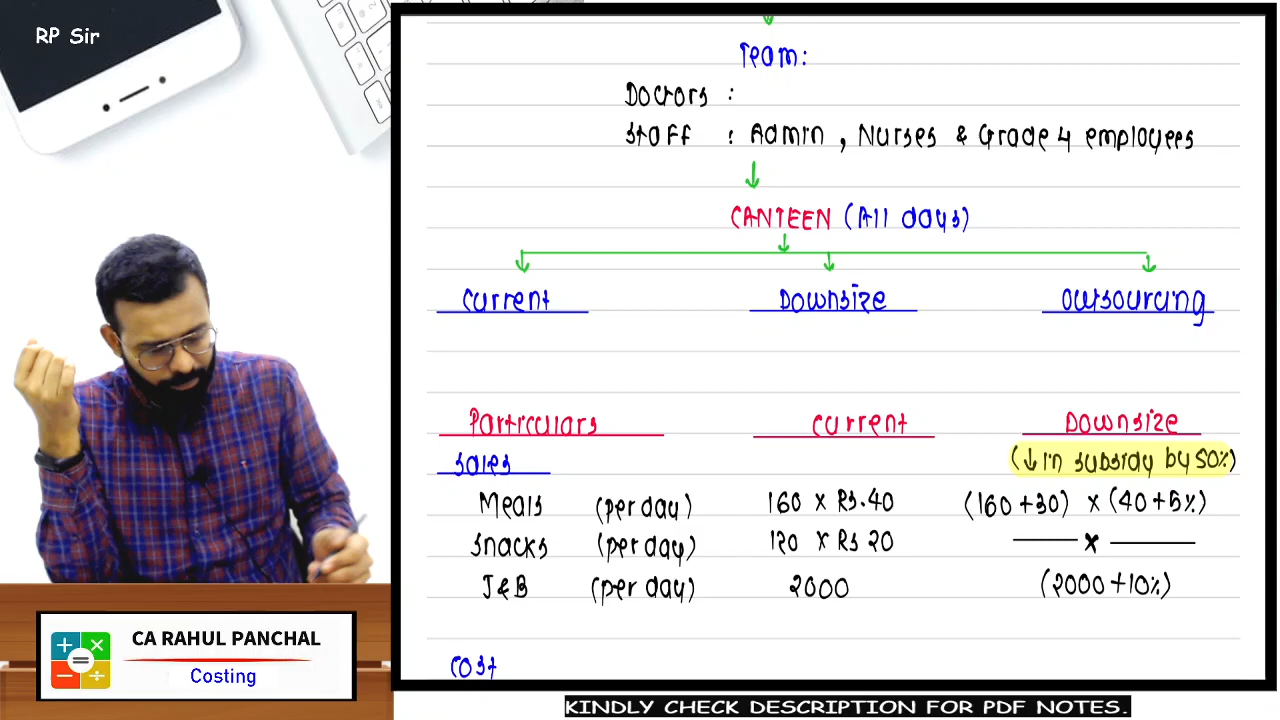 RP Sir
Team:
Doctors :
Staff : Admin , Nurses & Grade 4 employees
CANTEEN (All days)
Current Downsize Outsourcing
Particulars Current Downsize
Sales (↓ in subsidy by 50%)
Meals (per day) 160 x Rs.40 (160 +30) x (40+5%)
Snacks (per day) 120 x Rs 20 x
J&B (per day) 2000 (2000+10%)
Cost
CA RAHUL PANCHAL
Costing
KINDLY CHECK DESCRIPTION FOR PDF NOTES.